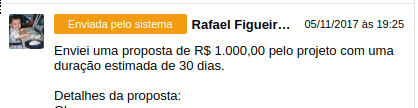 Enviada pelo sistema Rafael Figueir... 05/11/2017 às 19:25
Enviei uma proposta de R$ 1.000,00 pelo projeto com uma
duração estimada de 30 dias.
Detalhes da proposta: